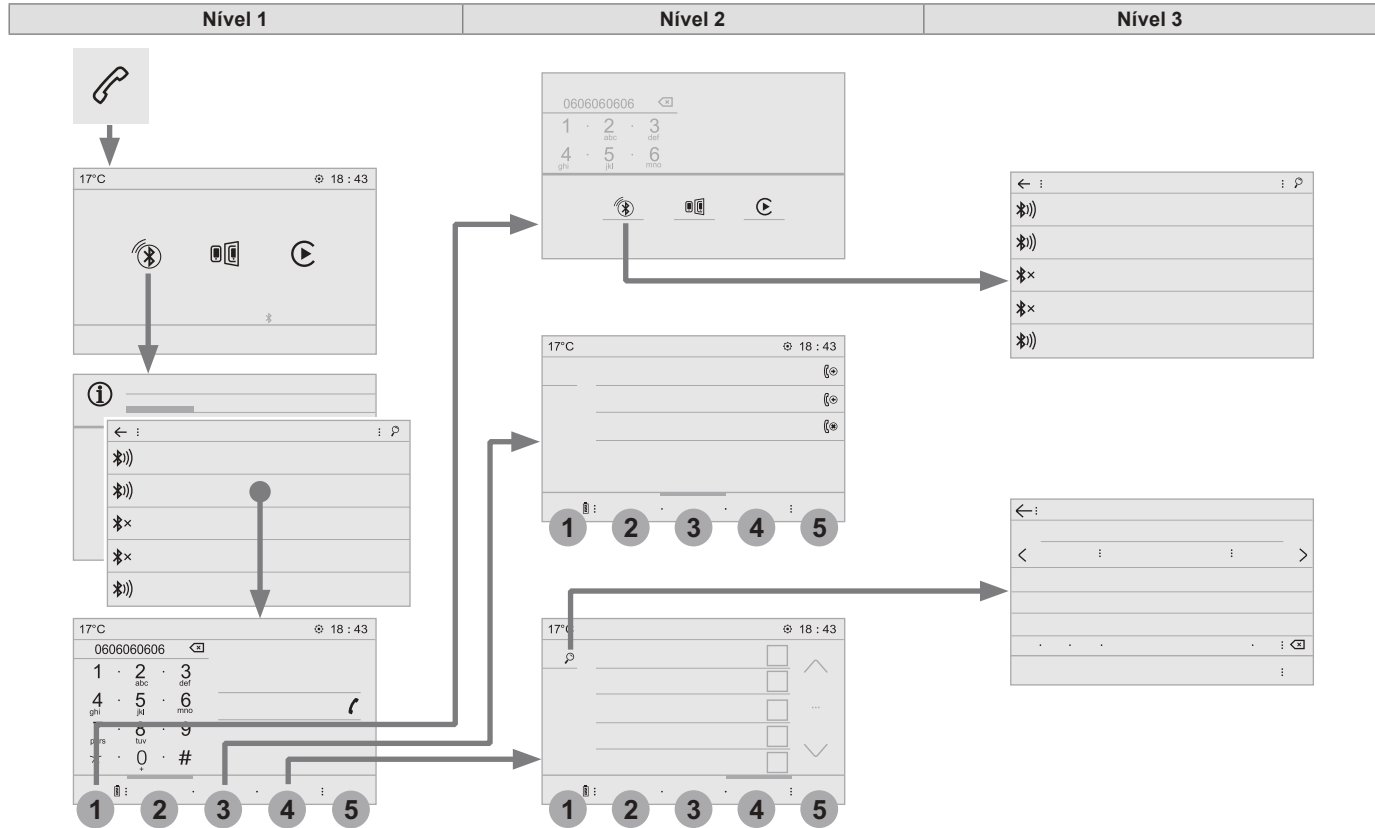 Nível 1
Nível 2
Nível 3
17°C
18 : 43
17°C
18 : 43
0606060606
1 · 2 · 3
abc def
4 · 5 · 6
ghi jkl mno
8 · 9
pqrs tuv
* · 0 · #
+
1 2 3 4 5
0606060606
1 · 2 · 3
abc def
4 · 5 · 6
ghi jkl mno
17°C
18 : 43
1 2 3 4 5
17°C
18 : 43
...
1 2 3 4 5